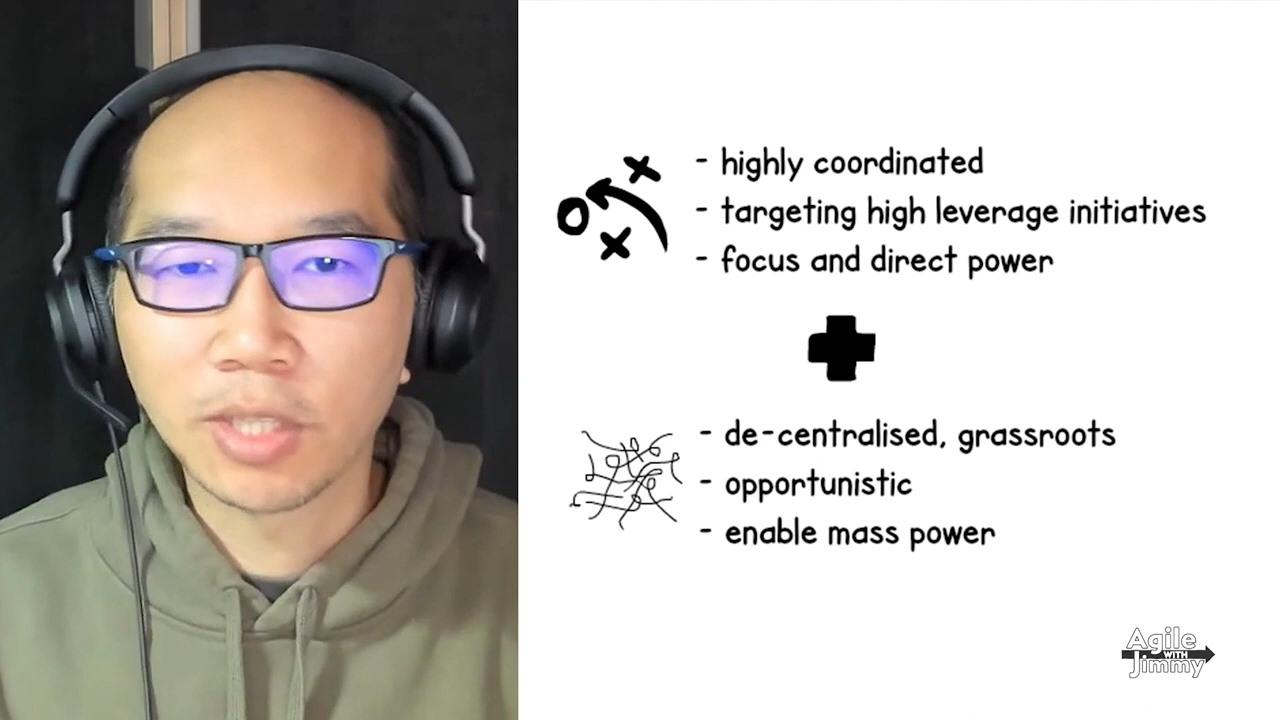 - highly coordinated
- targeting high leverage initiatives
- focus and direct power
- de-centralised, grassroots
- opportunistic
- enable mass power
Agile
WITH
Jimmy